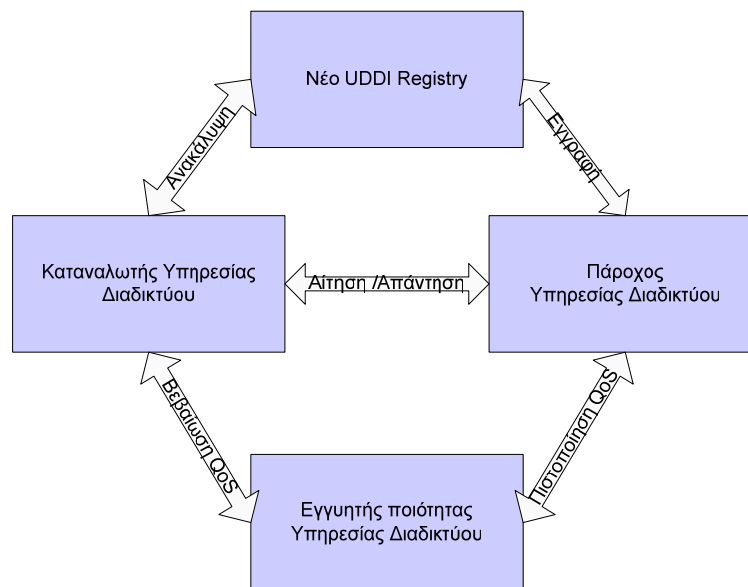 Νέο UDDI Registry
Ανακάλυψη
Εγγραφή
Καταναλωτής Υπηρεσίας
Διαδικτύου
Αίτηση /Απάντηση
Πάροχος
Υπηρεσίας Διαδικτύου
Βεβαίωση QoS
Πιστοποίηση QoS
Εγγυητής ποιότητας
Υπηρεσίας Διαδικτύου